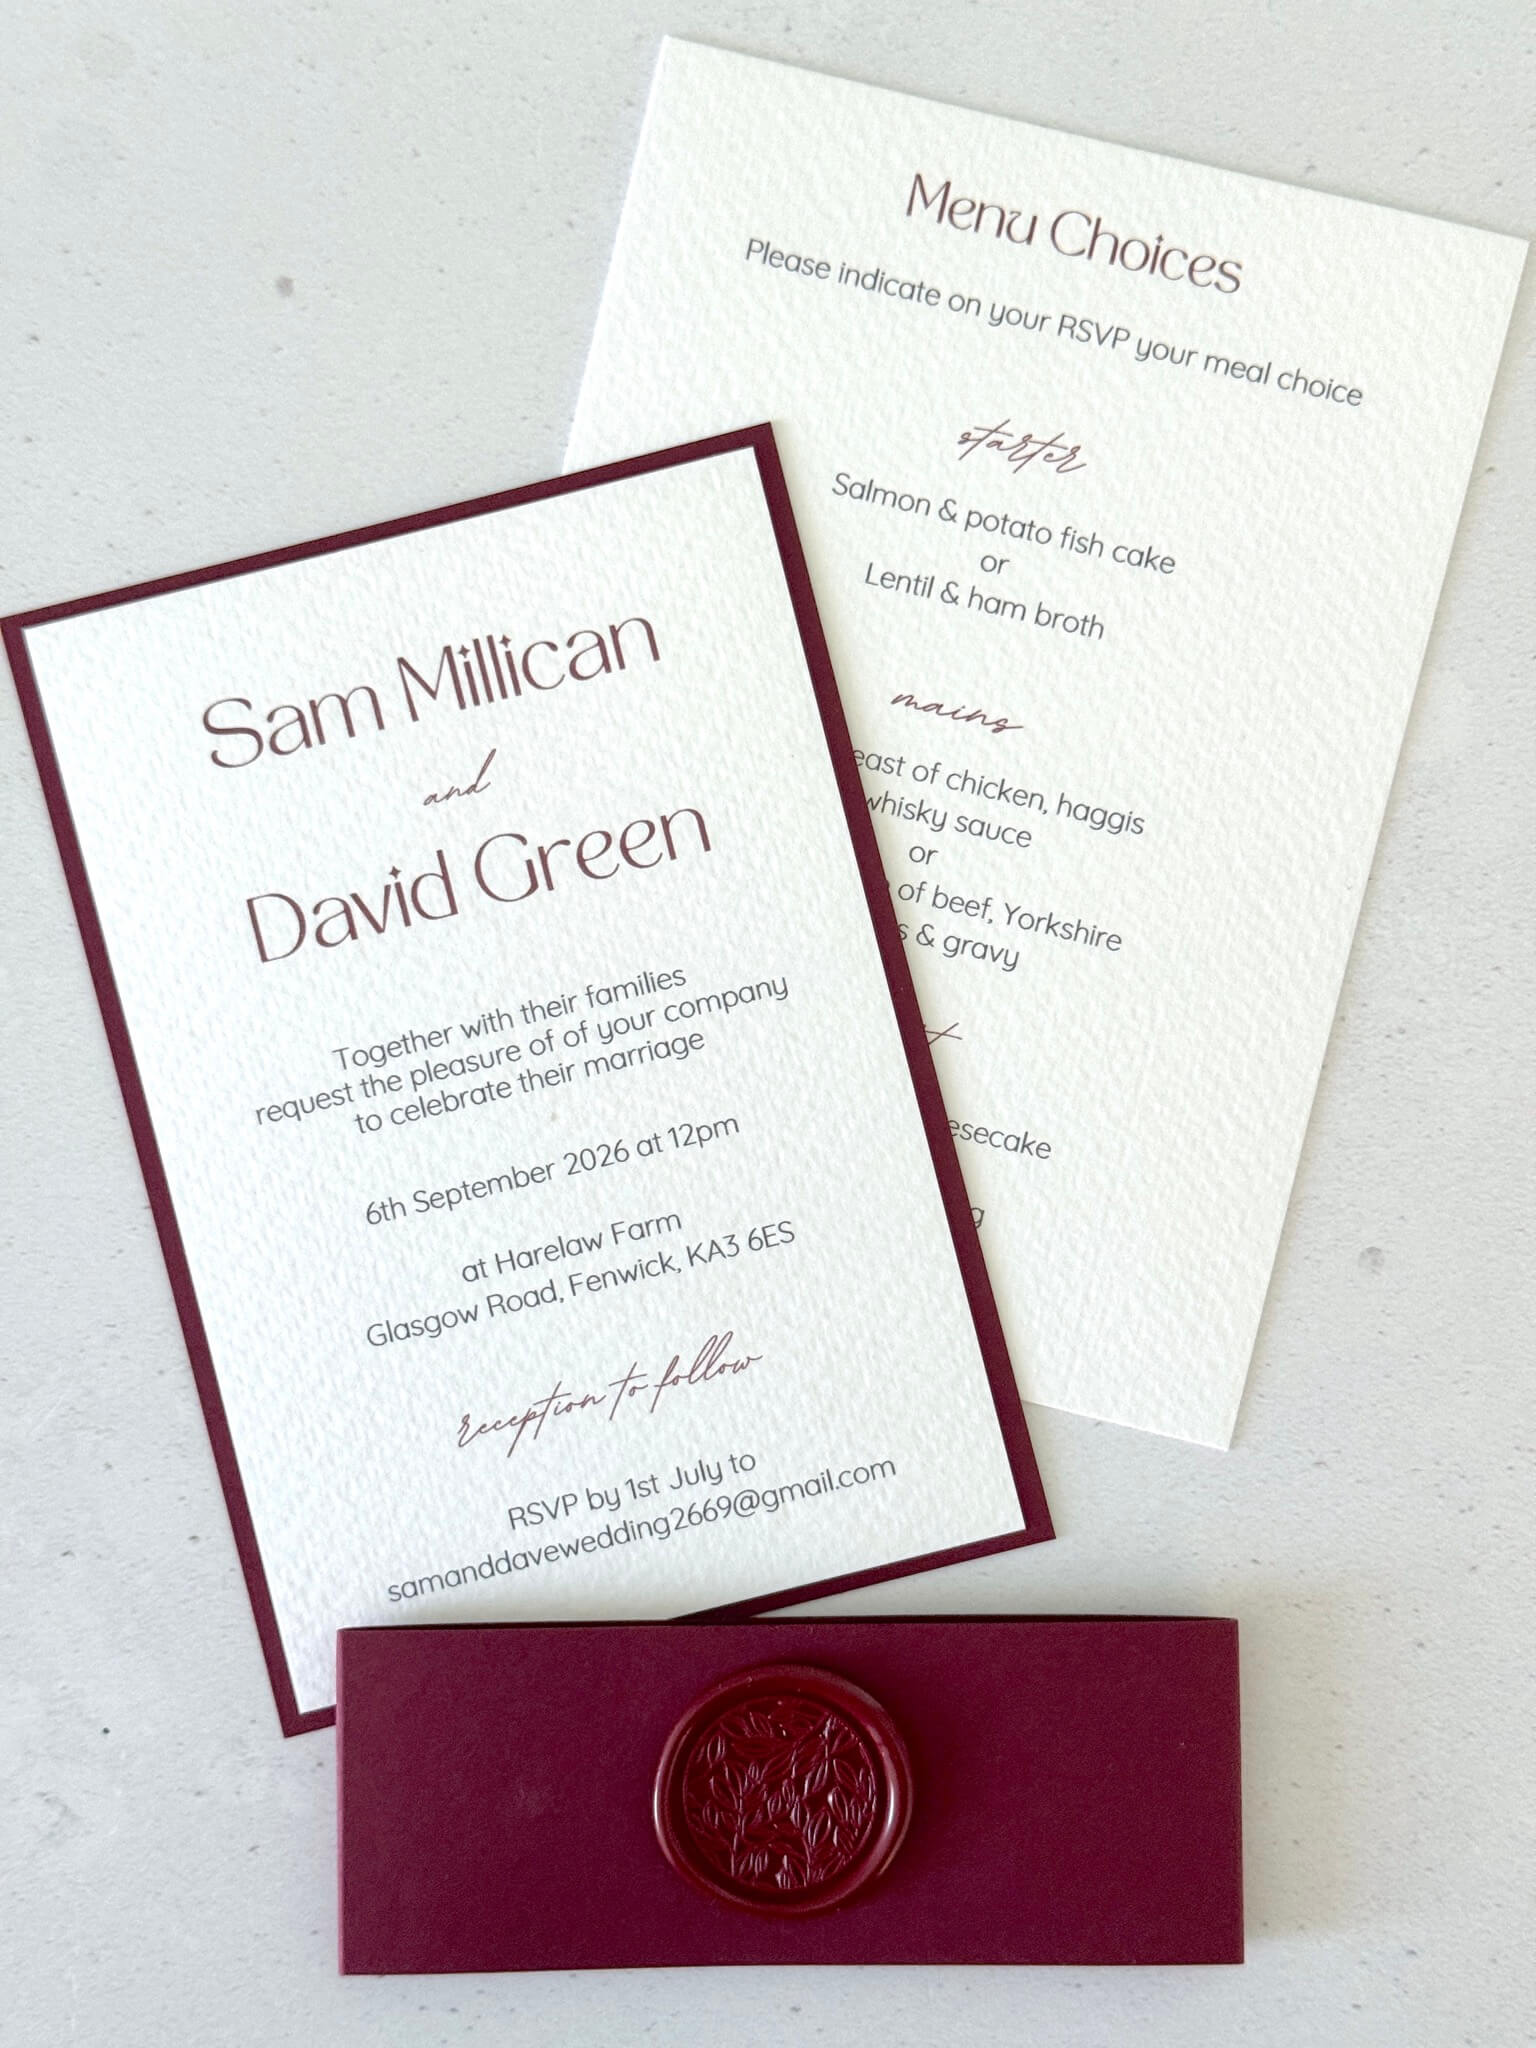 Sam Millican
and
David Green
Together with their families
request the pleasure of of your company
to celebrate their marriage
6th September 2026 at 12pm
at Harelaw Farm
Glasgow Road, Fenwick, KA3 6ES
reception to follow
RSVP by 1st July to
samanddavewedding2669@gmail.com
Menu Choices
Please indicate on your RSVP your meal choice
starter
Salmon & potato fish cake
or
Lentil & ham broth
mains
of chicken, haggis
whisky sauce
or
of beef, Yorkshire
& gravy